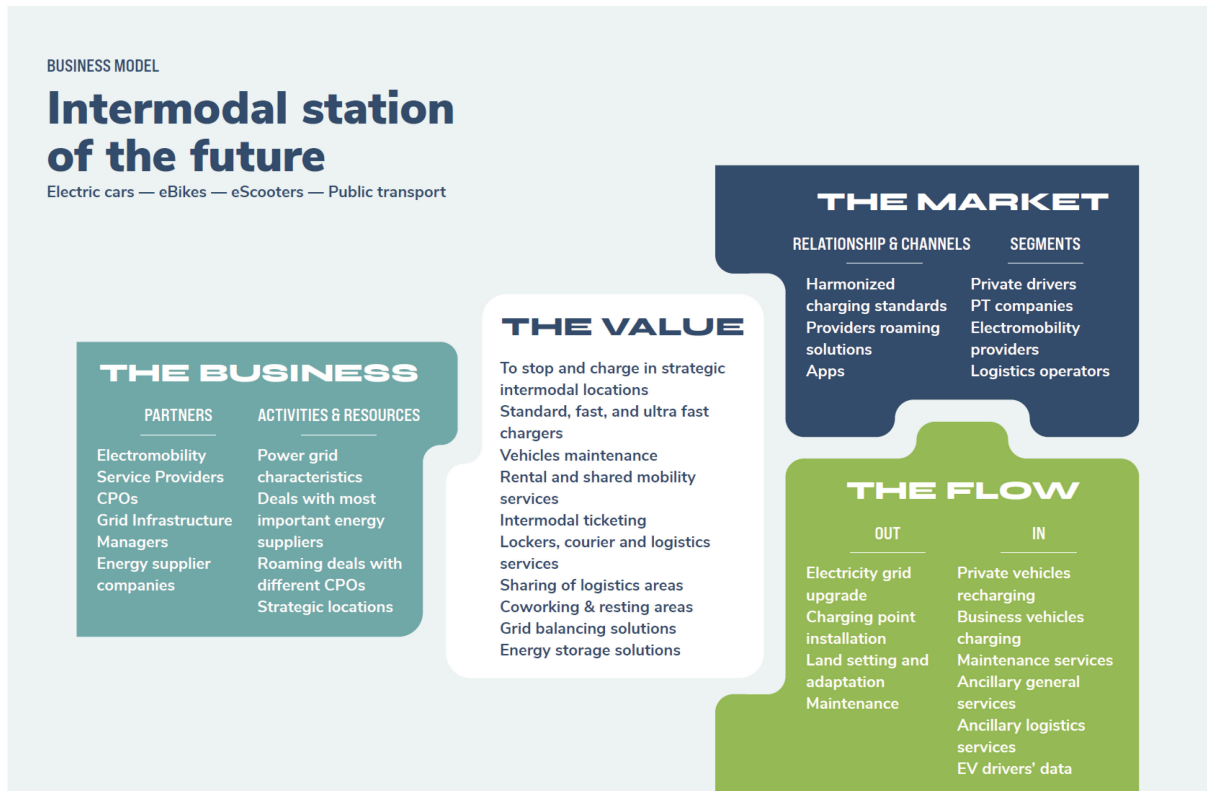 BUSINESS MODEL
Intermodal station
of the future
Electric cars — eBikes — eScooters — Public transport
THE BUSINESS
PARTNERS
Electromobility
Service Providers
CPOs
Grid Infrastructure
Managers
Energy supplier
companies
ACTIVITIES & RESOURCES
Power grid
characteristics
Deals with most
important energy
suppliers
Roaming deals with
different CPOs
Strategic locations
THE VALUE
To stop and charge in strategic
intermodal locations
Standard, fast, and ultra fast
chargers
Vehicles maintenance
Rental and shared mobility
services
Intermodal ticketing
Lockers, courier and logistics
services
Sharing of logistics areas
Coworking & resting areas
Grid balancing solutions
Energy storage solutions
THE MARKET
RELATIONSHIP & CHANNELS
Harmonized
charging standards
Providers roaming
solutions
Apps
SEGMENTS
Private drivers
PT companies
Electromobility
providers
Logistics operators
THE FLOW
OUT
Electricity grid
upgrade
Charging point
installation
Land setting and
adaptation
Maintenance
IN
Private vehicles
recharging
Business vehicles
charging
Maintenance services
Ancillary general
services
Ancillary logistics
services
EV drivers’ data